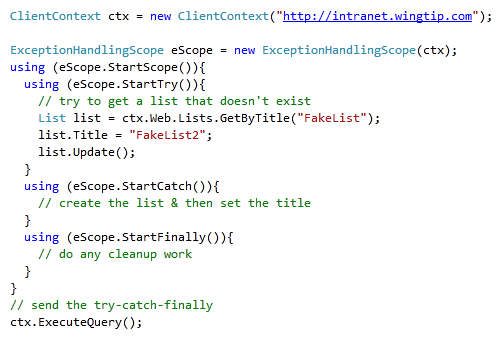 ClientContext ctx = new ClientContext("http://intranet.wingtip.com");

ExceptionHandlingScope eScope = new ExceptionHandlingScope(ctx);
using (eScope.StartScope()){
  using (eScope.StartTry()){
    // try to get a list that doesn't exist
    List list = ctx.Web.Lists.GetByTitle("FakeList");
    list.Title = "FakeList2";
    list.Update();
  }
  using (eScope.StartCatch()){
    // create the list & then set the title
  }
  using (eScope.StartFinally()){
    // do any cleanup work
  }
}
// send the try-catch-finally
ctx.ExecuteQuery();